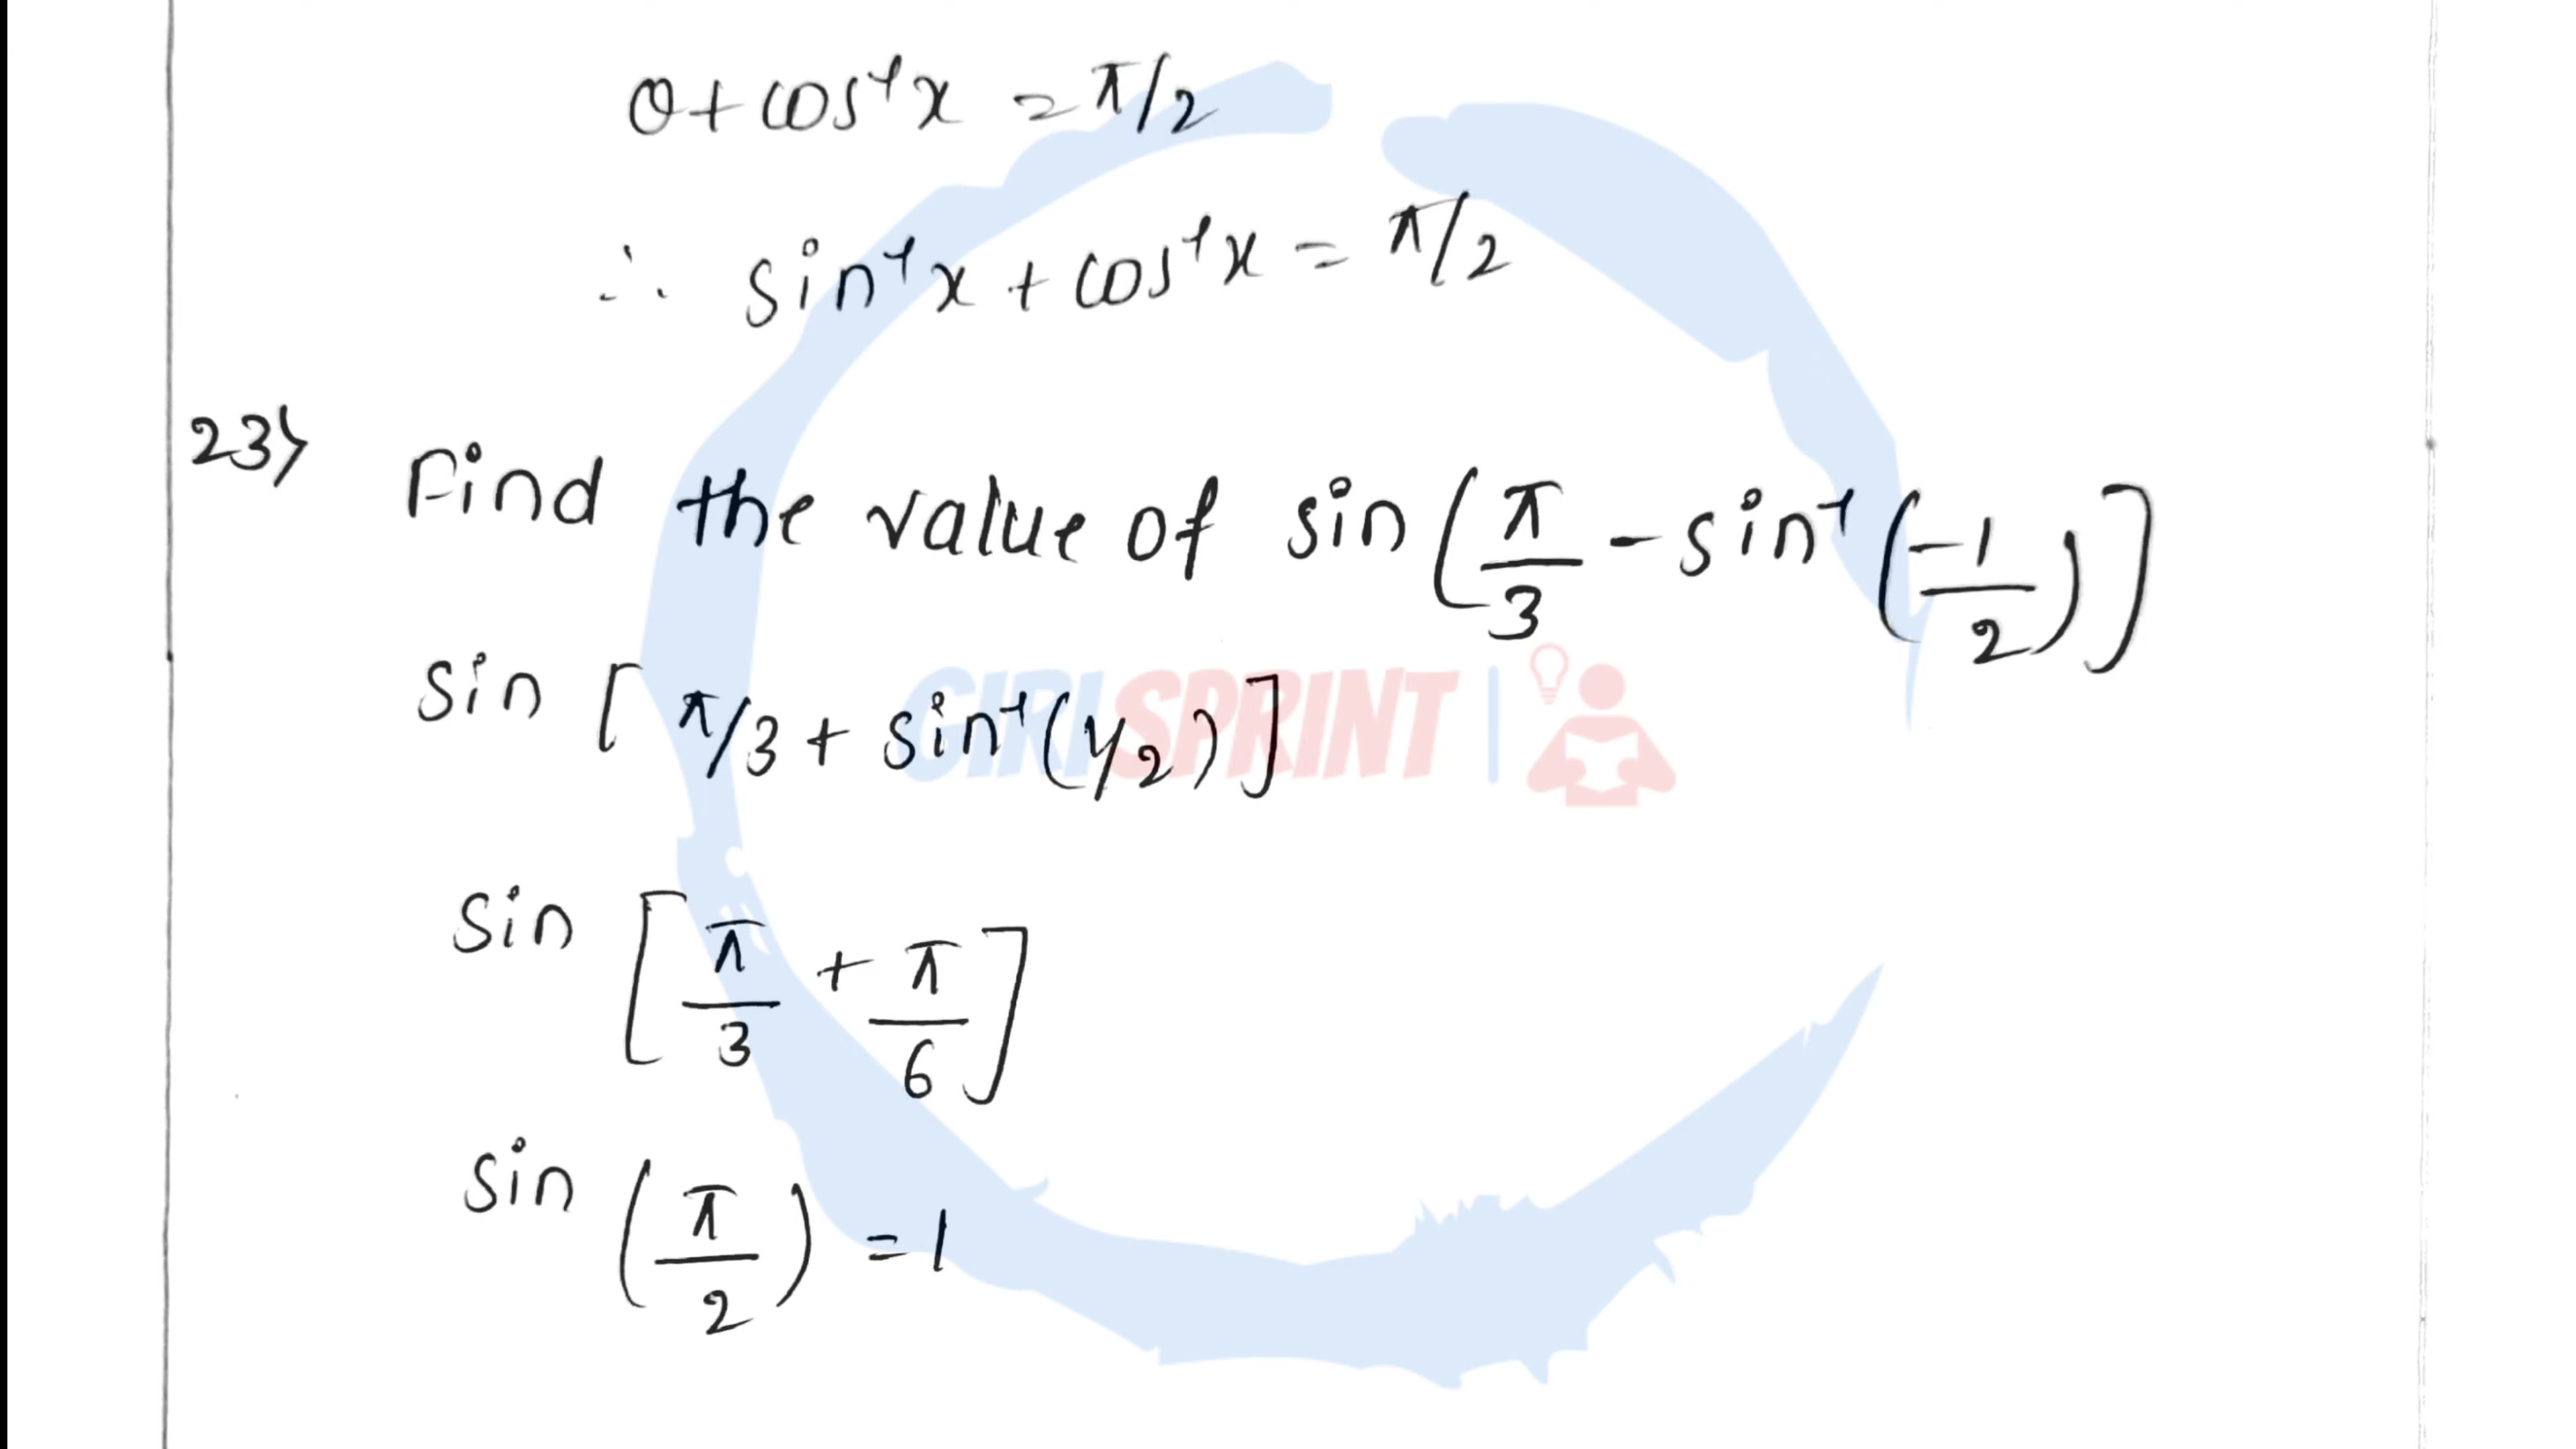 θ + cos⁻¹x = π/2
∴ sin⁻¹x + cos⁻¹x = π/2
23) Find the value of sin [π/3 - sin⁻¹(-1/2)]
sin [π/3 + sin⁻¹(1/2)]
GIRISPRINT
sin [π/3 + π/6]
sin (π/2) = 1